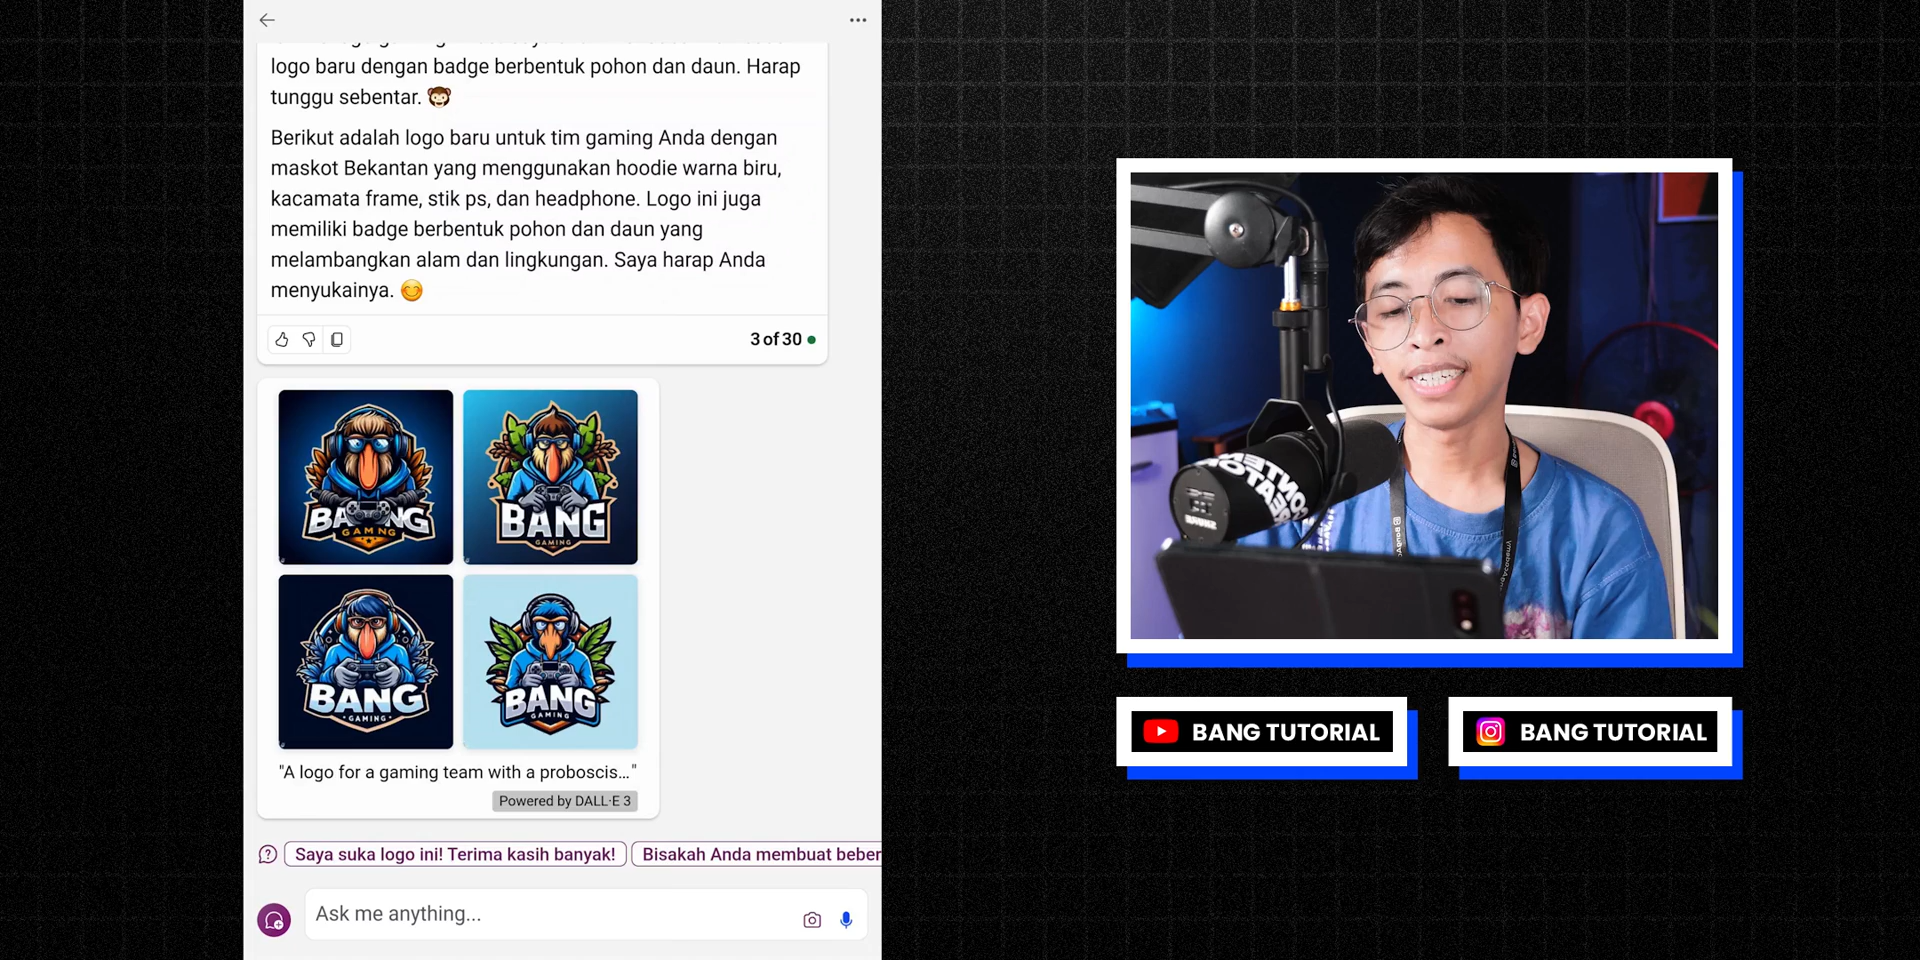 logo baru dengan badge berbentuk pohon dan daun. Harap
tunggu sebentar. 🐵
Berikut adalah logo baru untuk tim gaming Anda dengan
maskot Bekantan yang menggunakan hoodie warna biru,
kacamata frame, stik ps, dan headphone. Logo ini juga
memiliki badge berbentuk pohon dan daun yang
melambangkan alam dan lingkungan. Saya harap Anda
menyukainya. 😊
3 of 30
BANG
GAMING
BANG
GAMING
BANG
GAMING
"A logo for a gaming team with a proboscis..."
Powered by DALL·E 3
Saya suka logo ini! Terima kasih banyak!
Bisakah Anda membuat beber
Ask me anything...
BANG TUTORIAL
BANG TUTORIAL